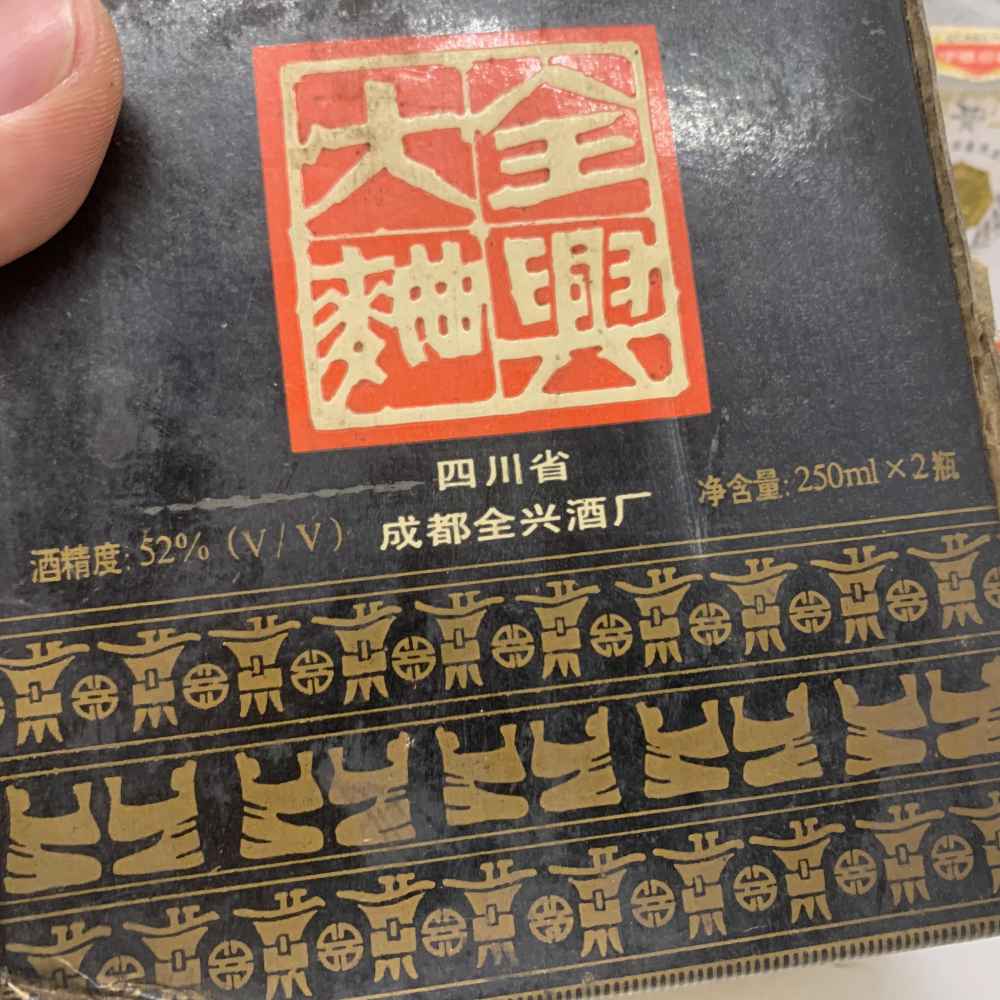 全興
大麯
四川省
成都全兴酒厂
酒精度: 52% (V/V)
净含量: 250ml×2瓶